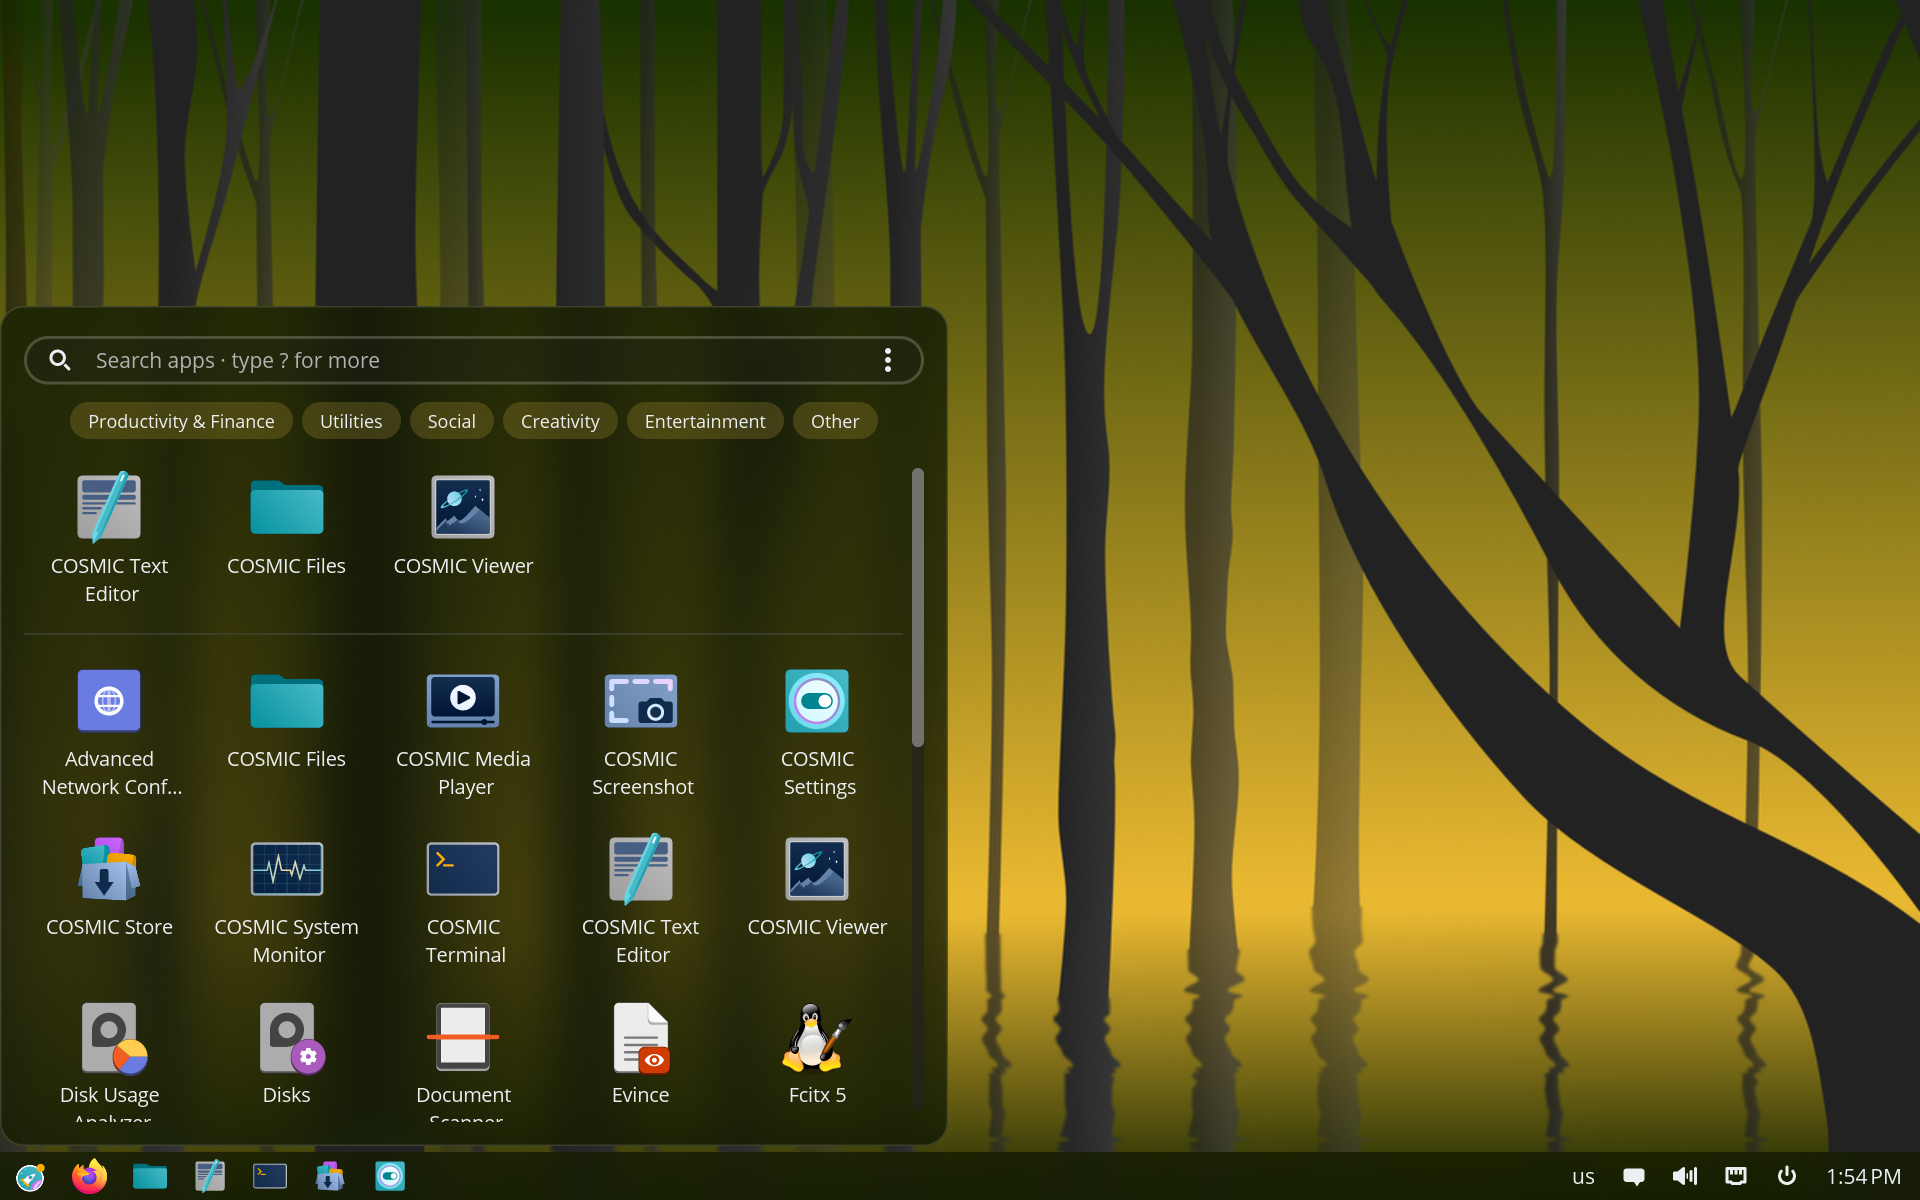 Search apps · type ? for more
Productivity & Finance
Utilities
Social
Creativity
Entertainment
Other
COSMIC Text
Editor
COSMIC Files
COSMIC Viewer
Advanced
Network Conf...
COSMIC Files
COSMIC Media
Player
COSMIC
Screenshot
COSMIC
Settings
COSMIC Store
COSMIC System
Monitor
COSMIC
Terminal
COSMIC Text
Editor
COSMIC Viewer
Disk Usage
Analyzer
Disks
Document
Scanner
Evince
Fcitx 5
us
1:54 PM